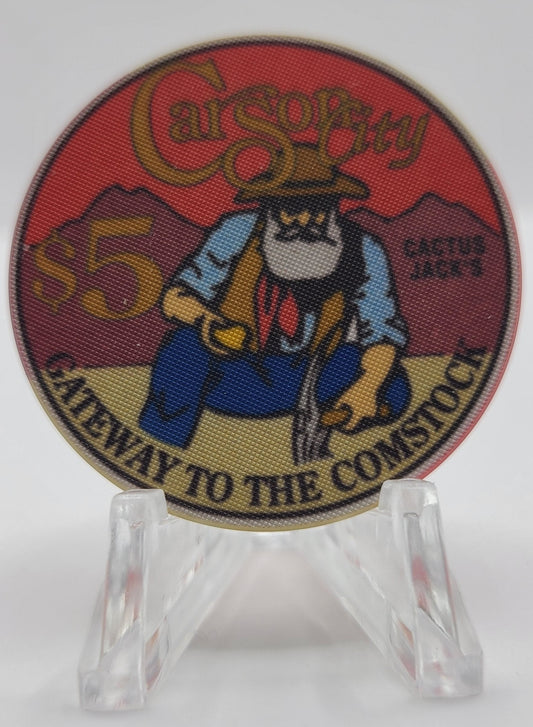 Carson City
$5
CACTUS
JACK'S
GATEWAY TO THE COMSTOCK